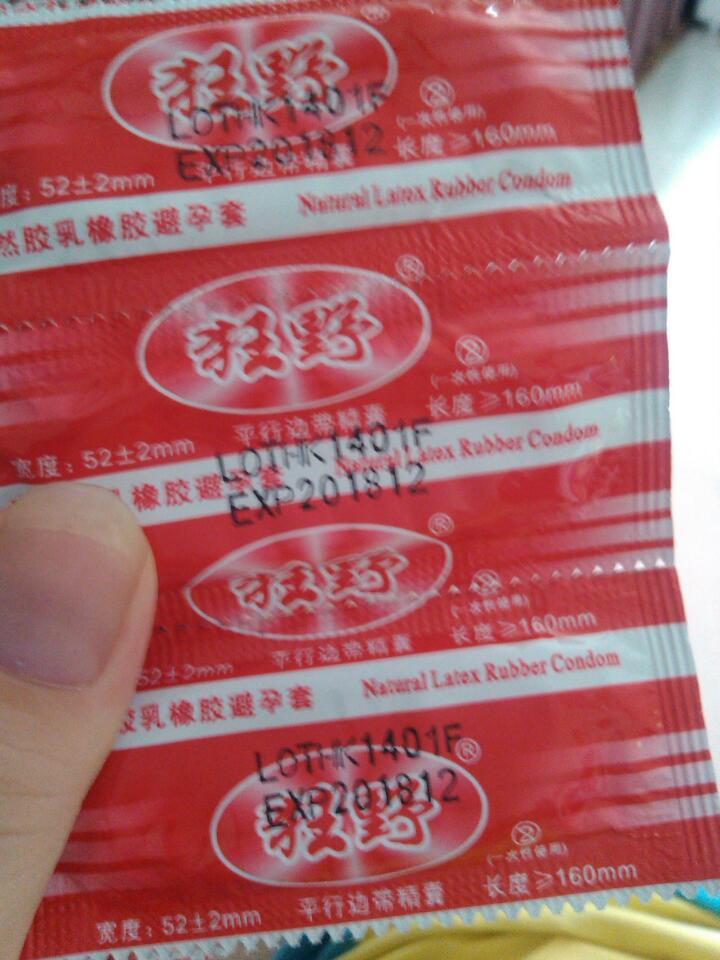 狂野
LOTHK1401F
EXP201812
(一次性使用)
度：52±2mm
平行边带精囊
长度≥160mm
然胶乳橡胶避孕套 Natural Latex Rubber Condom
狂野®
(一次性使用)
宽度：52±2mm
平行边带精囊
长度≥160mm
LOTHK1401F
乳橡胶避孕套 Natural Latex Rubber Condom
EXP201812
狂野®
(一次性使用)
52±2mm
平行边带精囊
长度≥160mm
胶乳橡胶避孕套 Natural Latex Rubber Condom
LOTHK1401F
EXP201812
狂野®
(一次性使用)
宽度：52±2mm
平行边带精囊
长度≥160mm